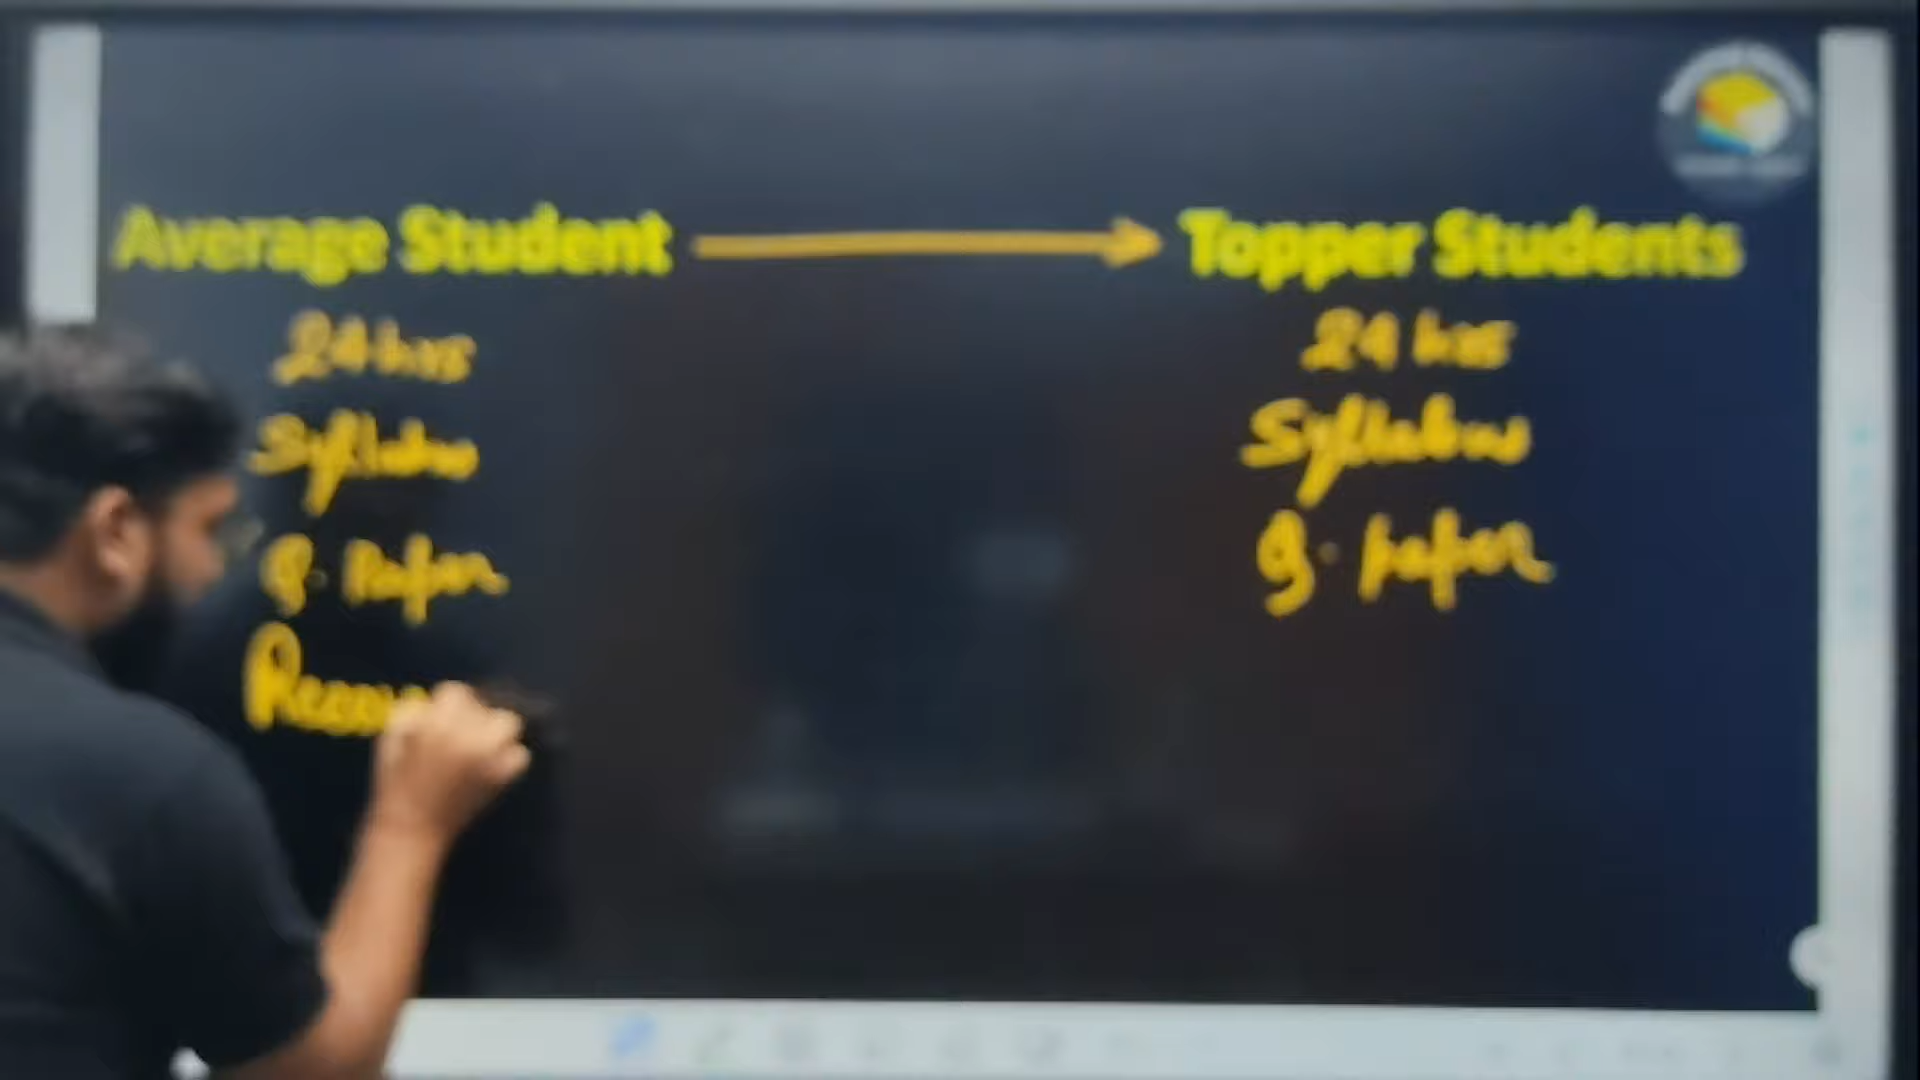 Average Student → Topper Students
24 hrs 24 hrs
Syllabus Syllabus
Q. Paper Q. paper